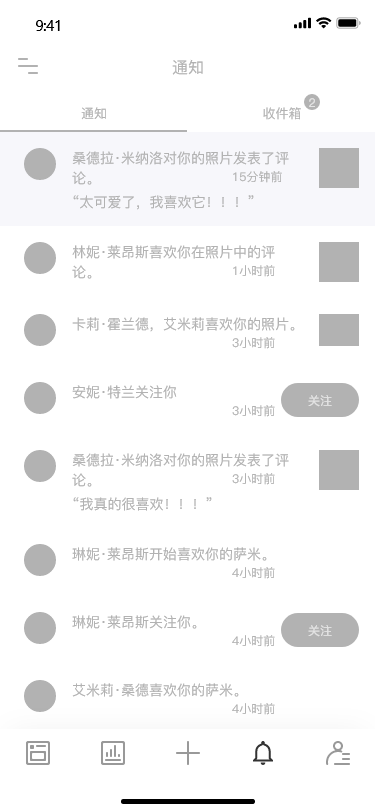 9:41
通知
通知
收件箱
2
桑德拉·米纳洛对你的照片发表了评
论。
15分钟前
“太可爱了，我喜欢它！！！”
林妮·莱昂斯喜欢你在照片中的评
论。
1小时前
卡莉·霍兰德，艾米莉喜欢你的照片。
3小时前
安妮·特兰关注你
3小时前
关注
桑德拉·米纳洛对你的照片发表了评
论。
3小时前
“我真的很喜欢！！！”
琳妮·莱昂斯开始喜欢你的萨米。
4小时前
琳妮·莱昂斯关注你。
4小时前
关注
艾米莉·桑德喜欢你的萨米。
4小时前